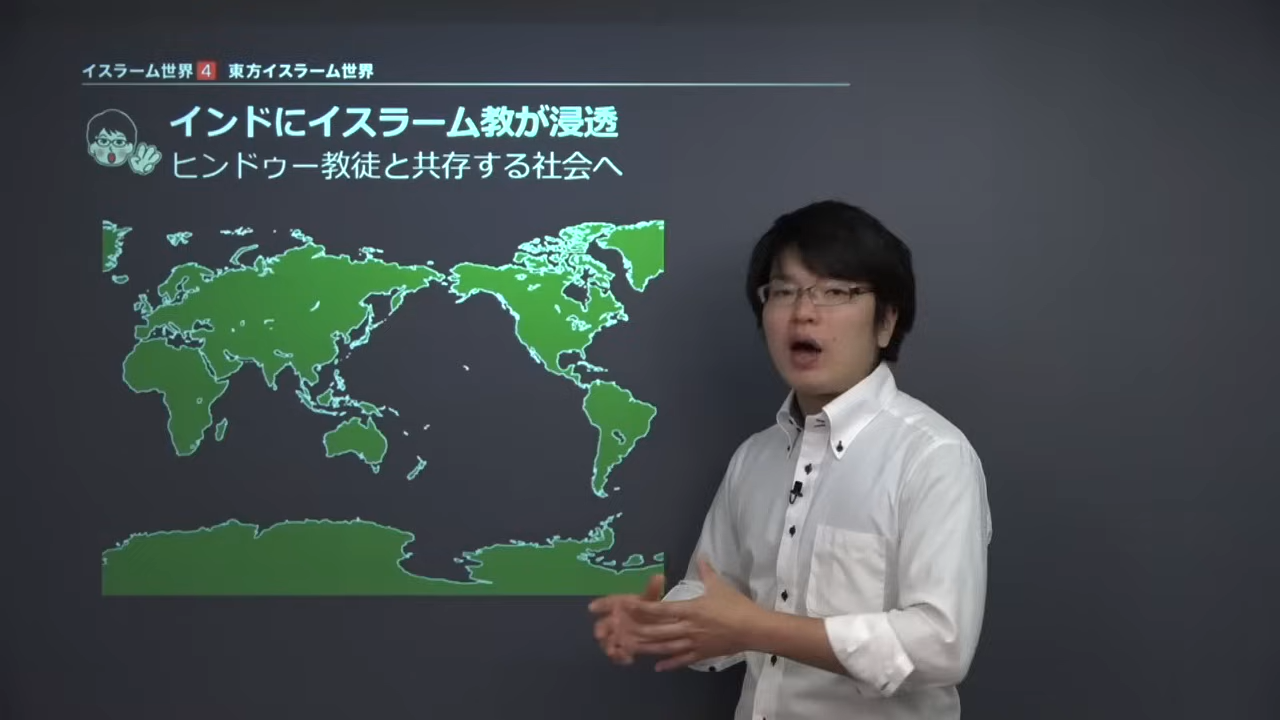 イスラーム世界 4 東方イスラーム世界
インドにイスラーム教が浸透
ヒンドゥー教徒と共存する社会へ